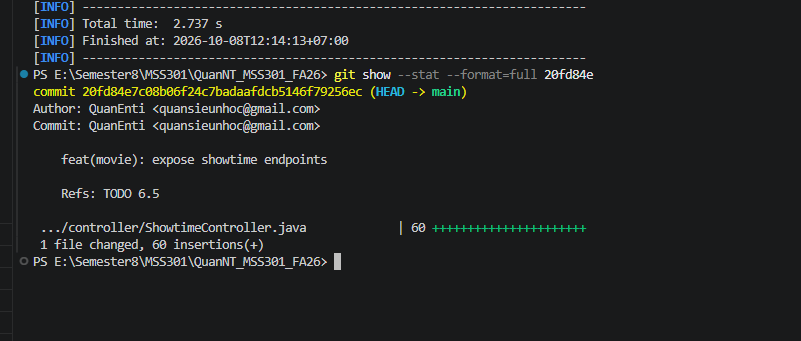 [INFO] ------------------------------------------------------------------------
[INFO] Total time:  2.737 s
[INFO] Finished at: 2026-10-08T12:14:13+07:00
[INFO] ------------------------------------------------------------------------
PS E:\Semester8\MSS301\QuanNT_MSS301_FA26> git show --stat --format=full 20fd84e
commit 20fd84e7c08b06f24c7badaafdcb5146f79256ec (HEAD -> main)
Author: QuanEnti <quansieunhoc@gmail.com>
Commit: QuanEnti <quansieunhoc@gmail.com>
feat(movie): expose showtime endpoints
Refs: TODO 6.5
.../controller/ShowtimeController.java | 60 ++++++++++++++++++++++
1 file changed, 60 insertions(+)
PS E:\Semester8\MSS301\QuanNT_MSS301_FA26>